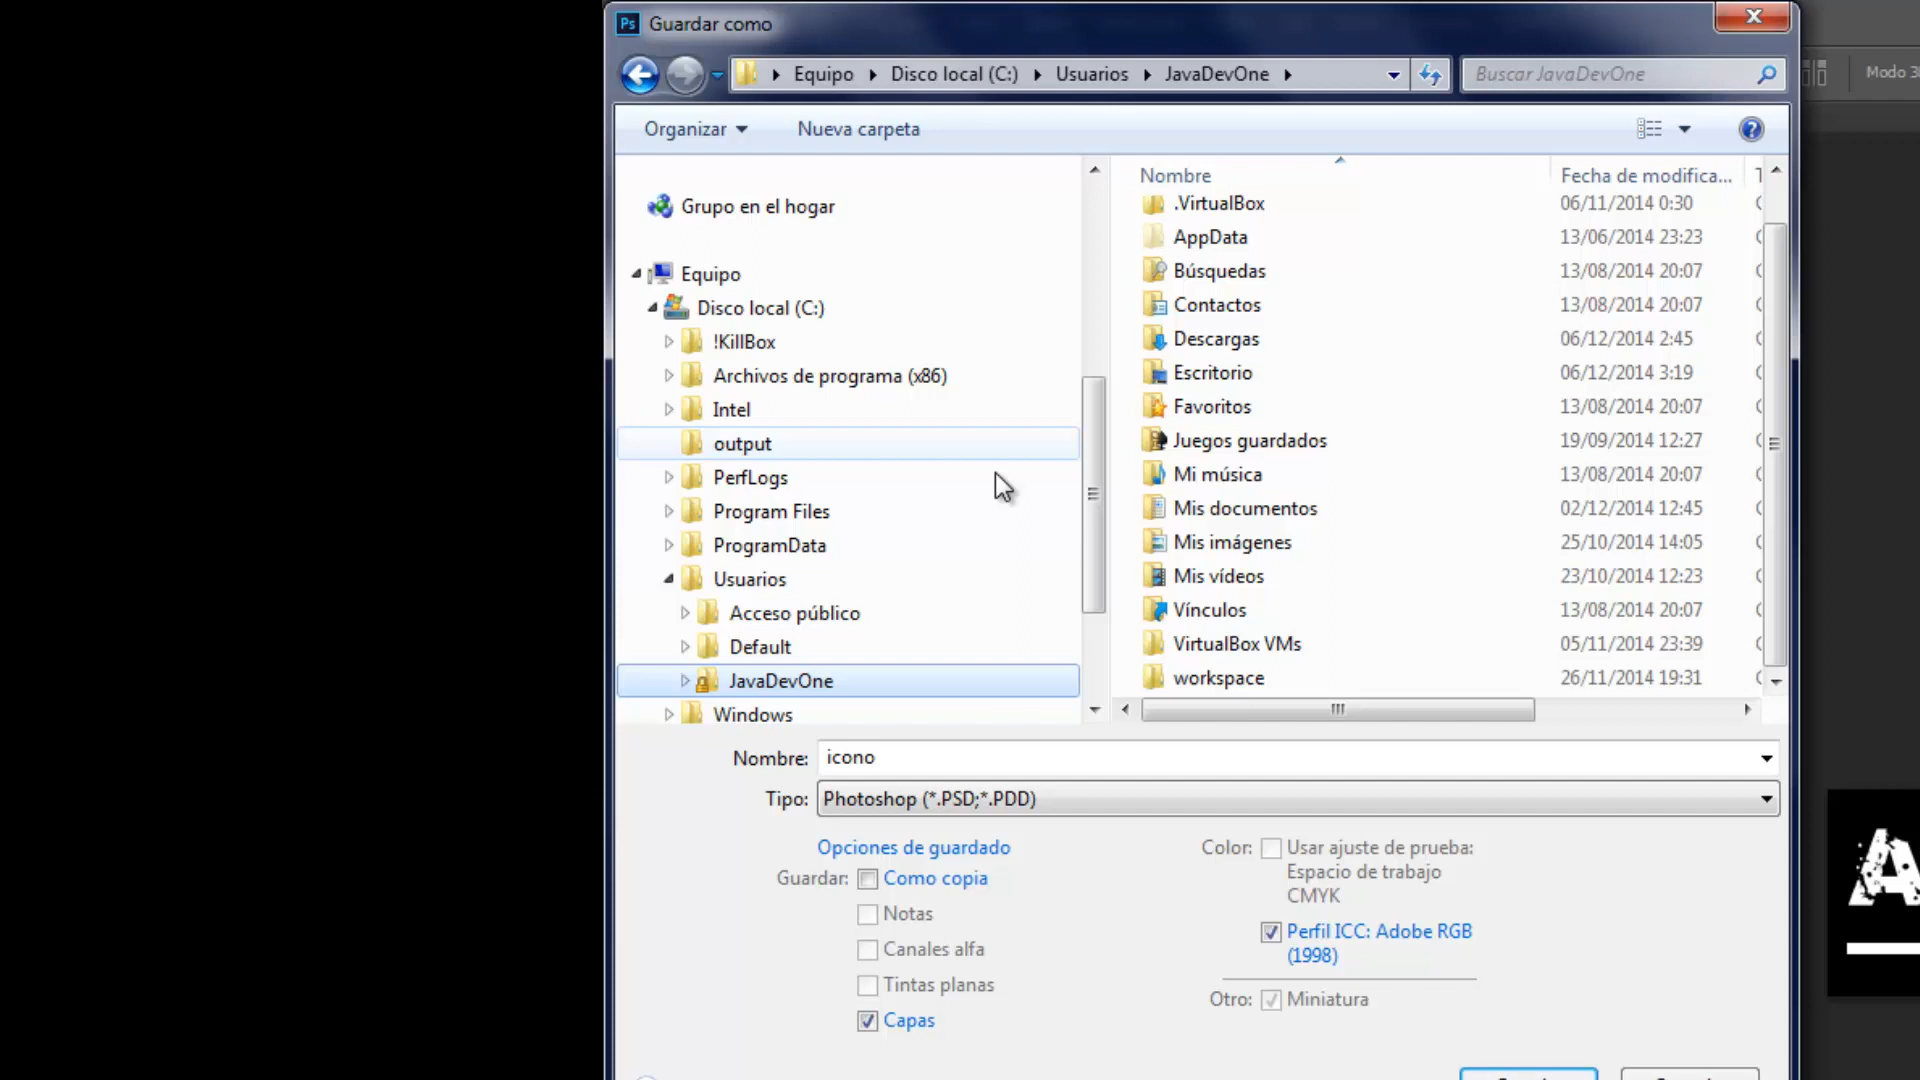 Ps Guardar como
Equipo Disco local (C:) Usuarios JavaDevOne
Buscar JavaDevOne
Modo
Organizar Nueva carpeta
Nombre Fecha de modifica...
Grupo en el hogar
Equipo
Disco local (C:)
!KillBox
Archivos de programa (x86)
Intel
output
PerfLogs
Program Files
ProgramData
Usuarios
Acceso público
Default
JavaDevOne
Windows
.VirtualBox 06/11/2014 0:30
AppData 13/06/2014 23:23
Búsquedas 13/08/2014 20:07
Contactos 13/08/2014 20:07
Descargas 06/12/2014 2:45
Escritorio 06/12/2014 3:19
Favoritos 13/08/2014 20:07
Juegos guardados 19/09/2014 12:27
Mi música 13/08/2014 20:07
Mis documentos 02/12/2014 12:45
Mis imágenes 25/10/2014 14:05
Mis vídeos 23/10/2014 12:23
Vínculos 13/08/2014 20:07
VirtualBox VMs 05/11/2014 23:39
workspace 26/11/2014 19:31
Nombre: icono
Tipo: Photoshop (*.PSD;*.PDD)
Opciones de guardado
Guardar: Como copia
Notas
Canales alfa
Tintas planas
Capas
Color: Usar ajuste de prueba:
Espacio de trabajo
CMYK
Perfil ICC: Adobe RGB
(1998)
Otro: Miniatura
A